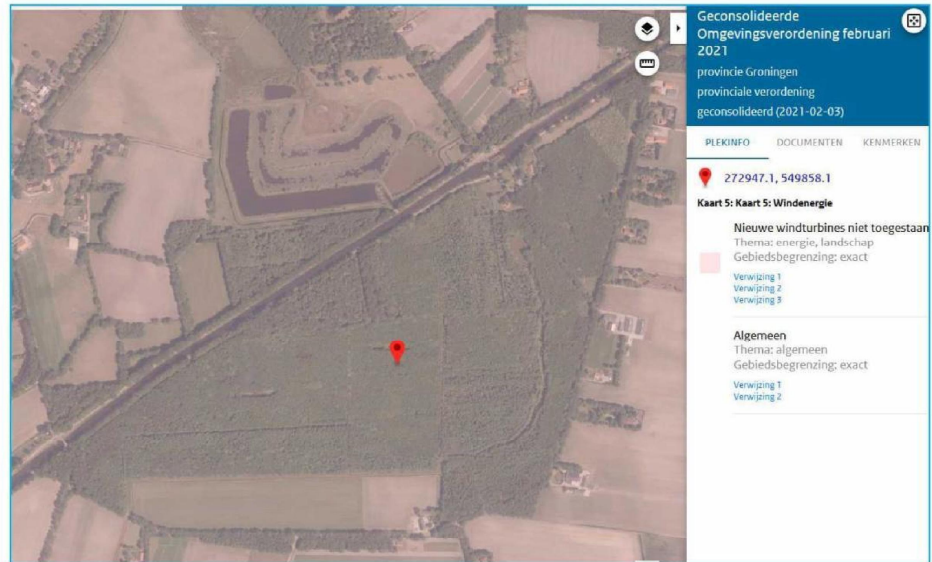 Geconsolideerde
Omgevingsverordening februari
2021
provincie Groningen
provinciale verordening
geconsolideerd (2021-02-03)
PLEKINFO DOCUMENTEN KENMERKEN
272947.1, 549858.1
Kaart 5: Kaart 5: Windenergie
Nieuwe windturbines niet toegestaan
Thema: energie, landschap
Gebiedsbegrenzing: exact
Verwijzing 1
Verwijzing 2
Verwijzing 3
Algemeen
Thema: algemeen
Gebiedsbegrenzing: exact
Verwijzing 1
Verwijzing 2